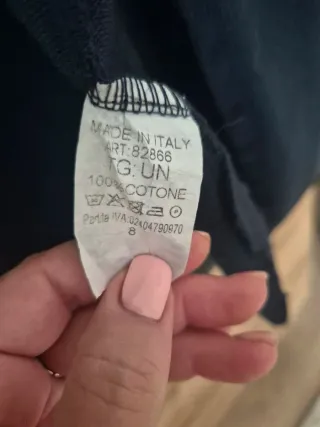 MADE IN ITALY
ART:82866
TG: UN
100% COTONE
Partita IVA:02404790970
8